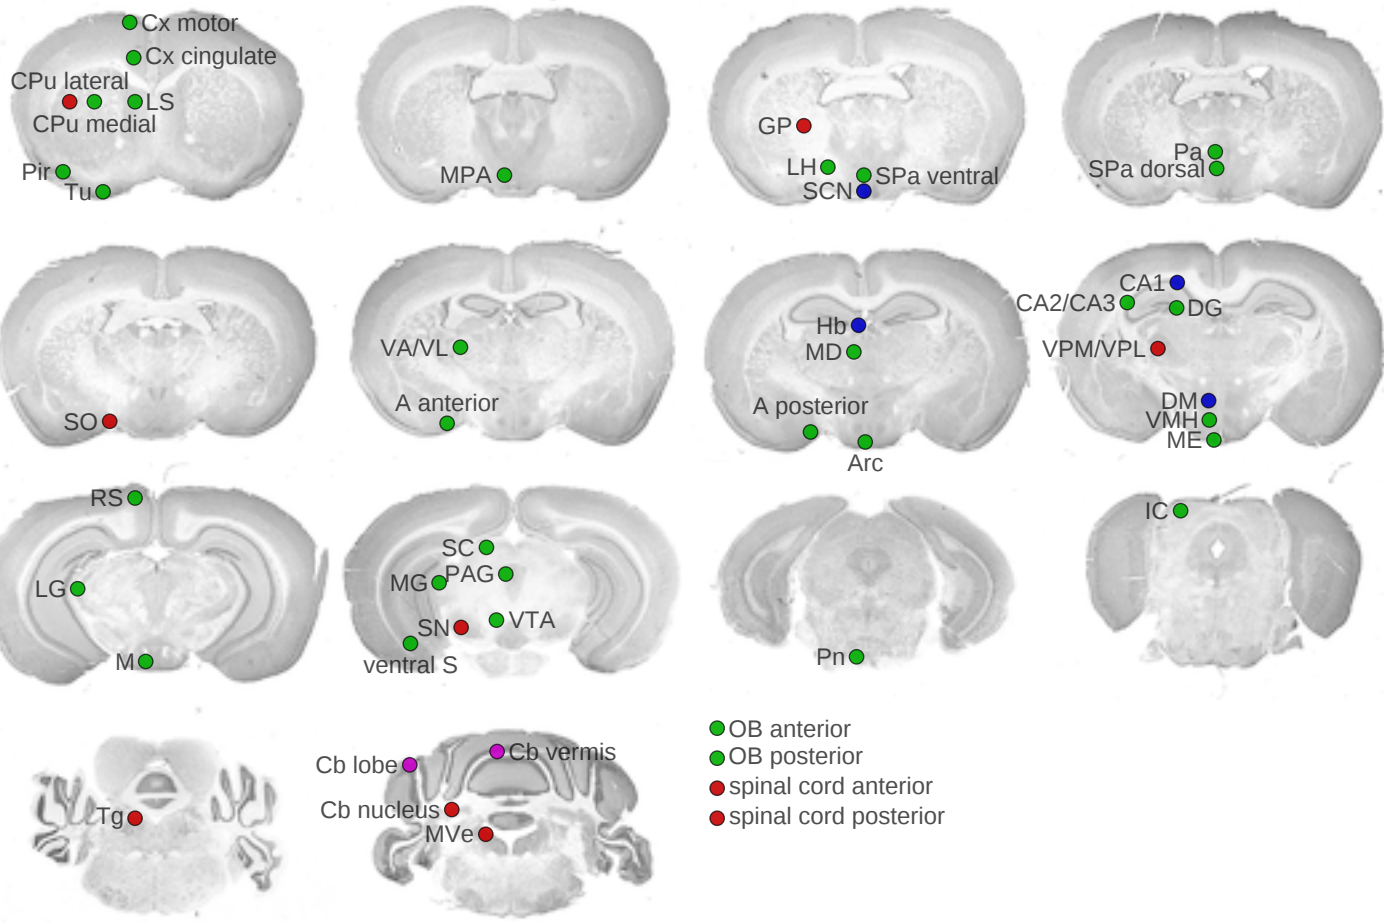 Cx motor
Cx cingulate
CPu lateral
LS
CPu medial
Pir
Tu
MPA
GP
LH
SPa ventral
SCN
Pa
SPa dorsal
SO
VA/VL
A anterior
Hb
MD
A posterior
Arc
CA1
CA2/CA3
DG
VPM/VPL
DM
VMH
ME
RS
LG
M
SC
MG
PAG
SN
VTA
ventral S
Pn
IC
Tg
Cb lobe
Cb vermis
Cb nucleus
MVe
OB anterior
OB posterior
spinal cord anterior
spinal cord posterior